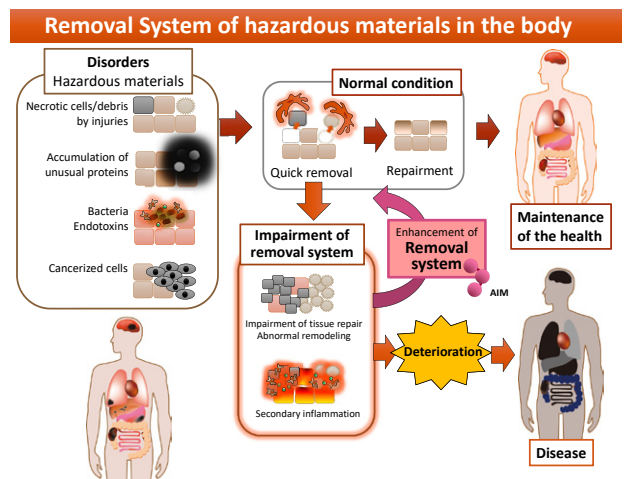 Removal System of hazardous materials in the body
Disorders
Hazardous materials
Necrotic cells/debris
by injuries
Accumulation of
unusual proteins
Bacteria
Endotoxins
Cancerized cells
Normal condition
Quick removal
Repairment
Maintenance
of the health
Impairment of
removal system
Enhancement of
Removal
system
AIM
Impairment of tissue repair
Abnormal remodeling
Secondary inflammation
Deterioration
Disease